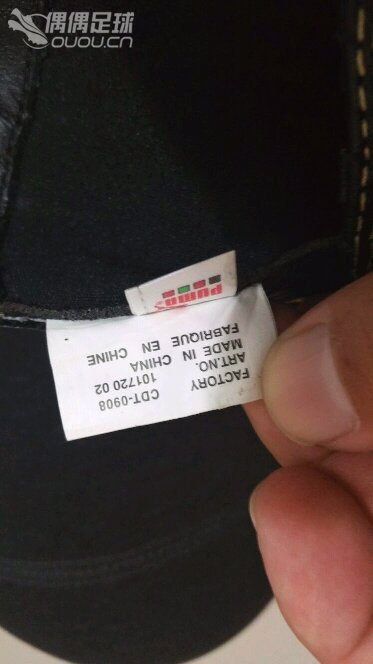 偶偶足球
ouou.cn
puma
FACTORY CDT-0908
ART.NO. 101720 02
MADE IN CHINA
FABRIQUE EN CHINE